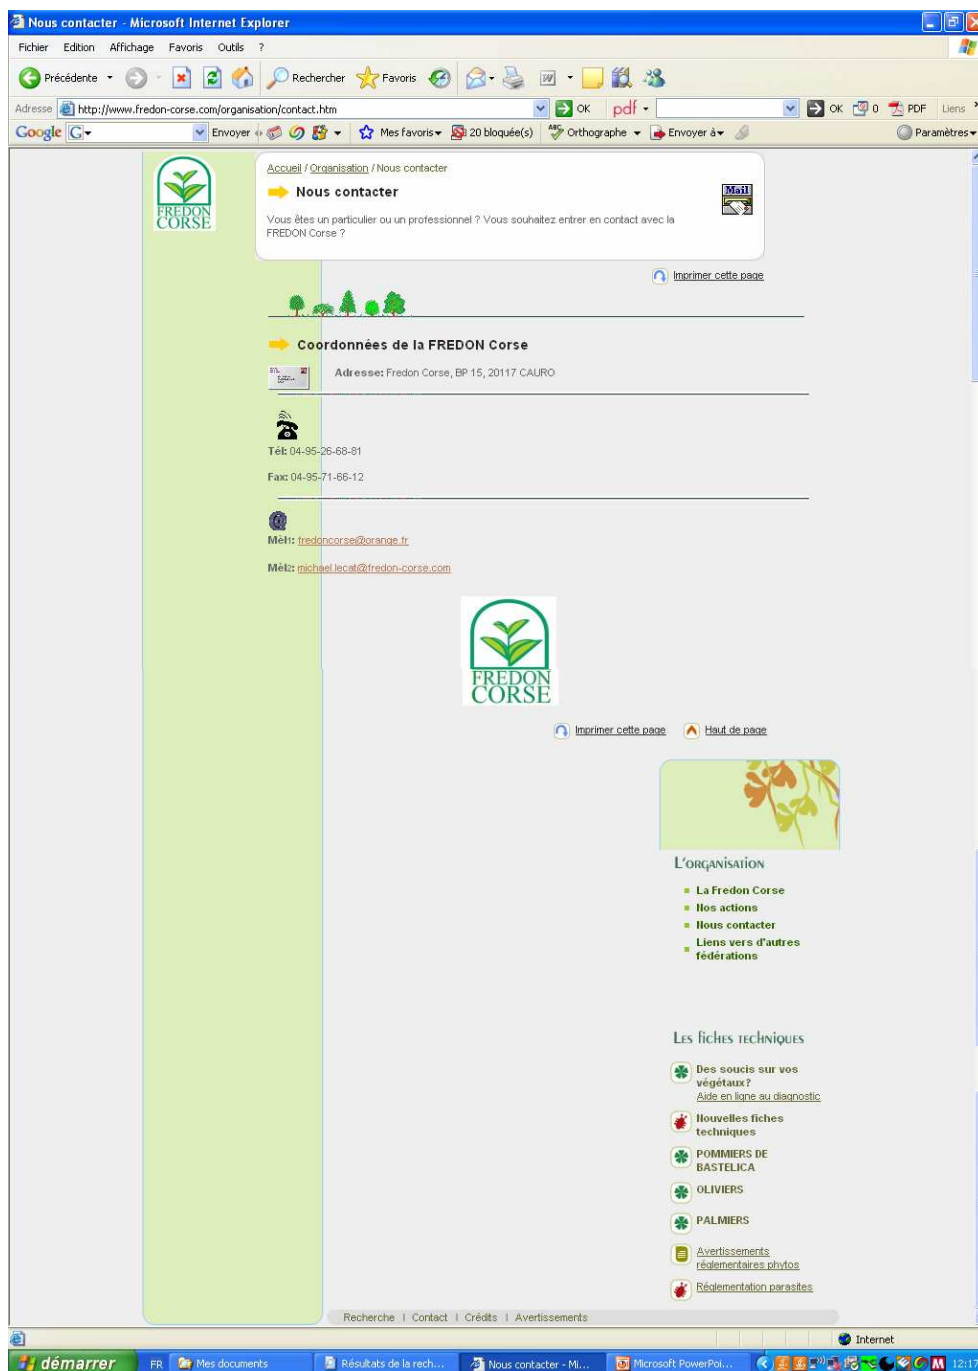 Nous contacter - Microsoft Internet Explorer
Fichier Edition Affichage Favoris Outils ?
Précédente Rechercher Favoris
Adresse http://www.fredon-corse.com/organisation/contact.htm OK pdf OK 0 PDF Liens »
Google G Envoyer Mes favoris 20 bloquée(s) Orthographe Envoyer à Paramètres
FREDON
CORSE
Accueil / Organisation / Nous contacter
Nous contacter
Mail
Vous êtes un particulier ou un professionnel ? Vous souhaitez entrer en contact avec la
FREDON Corse ?
Imprimer cette page
Coordonnées de la FREDON Corse
Adresse: Fredon Corse, BP 15, 20117 CAURO
Tél: 04-95-26-68-81
Fax: 04-95-71-66-12
@
Mèl1: fredoncorse@orange.fr
Mèl2: michael.lecat@fredon-corse.com
FREDON
CORSE
Imprimer cette page Haut de page
L'organisation
La Fredon Corse
Nos actions
Nous contacter
Liens vers d'autres
fédérations
Les fiches techniques
Des soucis sur vos
végétaux?
Aide en ligne au diagnostic
Nouvelles fiches
techniques
POMMIERS DE
BASTELICA
OLIVIERS
PALMIERS
Avertissements
réglementaires phytos
Réglementation parasites
Recherche | Contact | Crédits | Avertissements
Internet
démarrer FR Mes documents Résultats de la rech... Nous contacter - Mi... Microsoft PowerPoi...